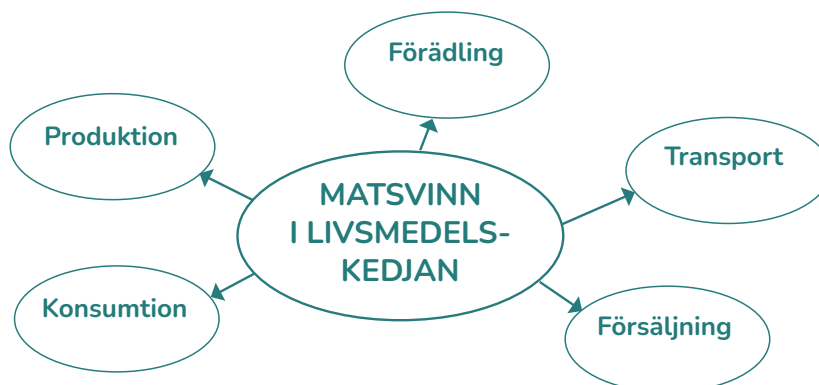 Förädling
Produktion
Transport
MATSVINN
I LIVSMEDELS-
KEDJAN
Konsumtion
Försäljning